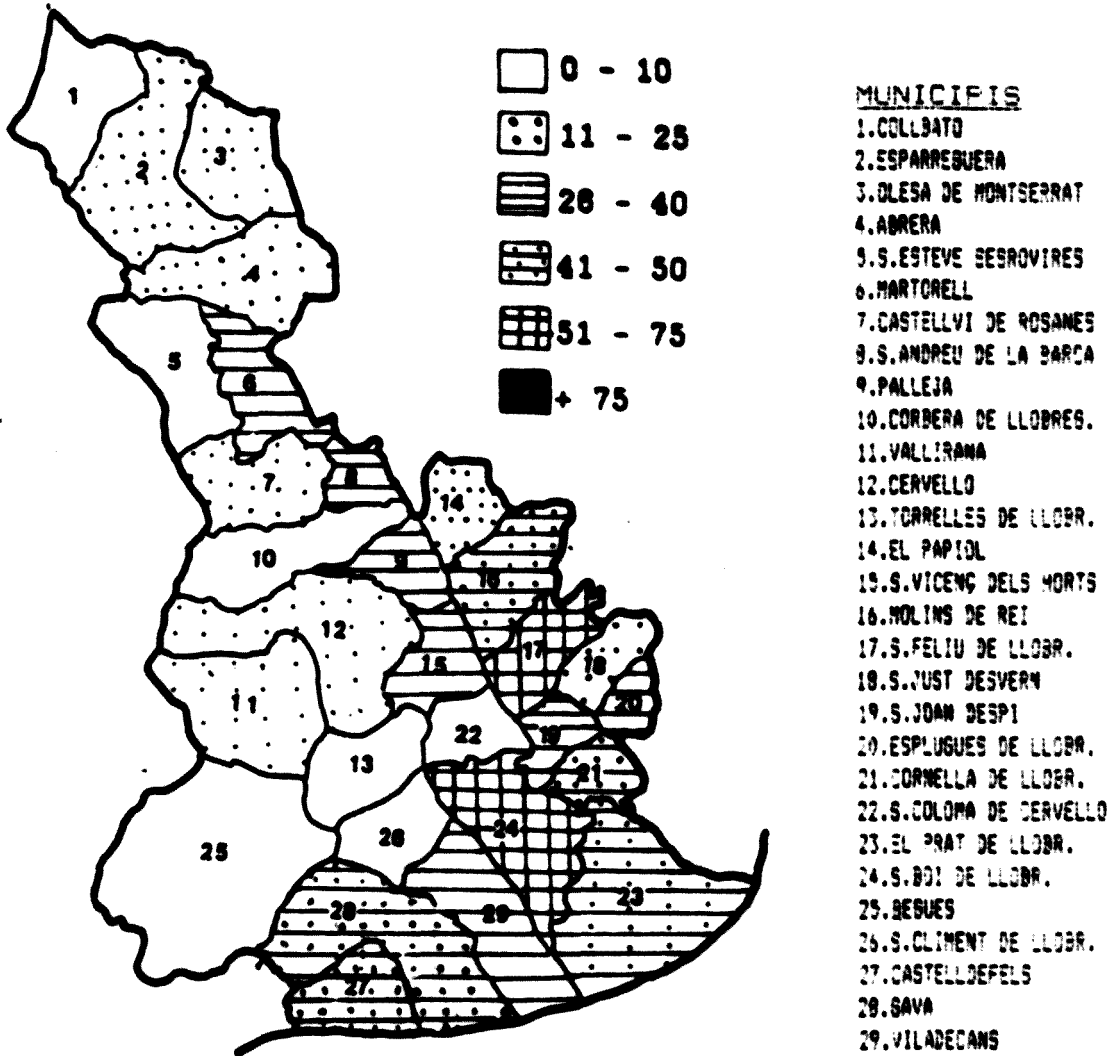 0 - 10
11 - 25
26 - 40
41 - 50
51 - 75
+ 75
MUNICIPIS
1.COLLBATO
2.ESPARREGUERA
3.OLESA DE MONTSERRAT
4.ABRERA
5.S.ESTEVE SESROVIRES
6.MARTORELL
7.CASTELLVI DE ROSANES
8.S.ANDREU DE LA BARCA
9.PALLEJA
10.CORBERA DE LLOBREG.
11.VALLIRANA
12.CERVELLO
13.TORRELLES DE LLOBR.
14.EL PAPIOL
15.S.VICENÇ DELS HORTS
16.MOLINS DE REI
17.S.FELIU DE LLOBR.
18.S.JUST DESVERN
19.S.JOAN DESPI
20.ESPLUGUES DE LLOBR.
21.CORNELLA DE LLOBR.
22.S.COLOMA DE CERVELLO
23.EL PRAT DE LLOBR.
24.S.BOI DE LLOBR.
25.BEGUES
26.S.CLIMENT DE LLOBR.
27.CASTELLDEFELS
28.GAVA
29.VILADECANS
1
2
3
4
5
6
7
8
14
10
9
16
12
17
15
18
11
20
22
19
13
21
24
26
25
23
28
29
27